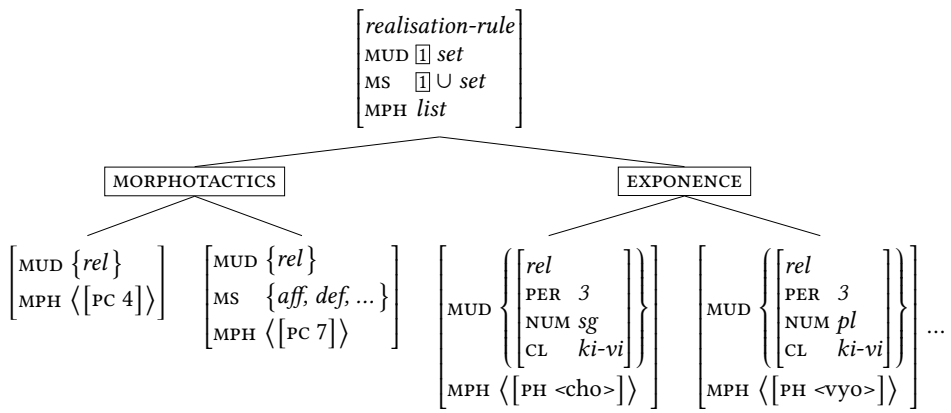 realisation-rule
MUD 1 set
MS 1 ∪ set
MPH list
MORPHOTACTICS
EXPONENCE
MUD {rel}
MPH ⟨[PC 4]⟩
MUD {rel}
MS {aff, def, …}
MPH ⟨[PC 7]⟩
MUD
rel
PER 3
NUM sg
CL ki-vi
MPH ⟨[PH <cho>]⟩
MUD
rel
PER 3
NUM pl
CL ki-vi
MPH ⟨[PH <vyo>]⟩
…